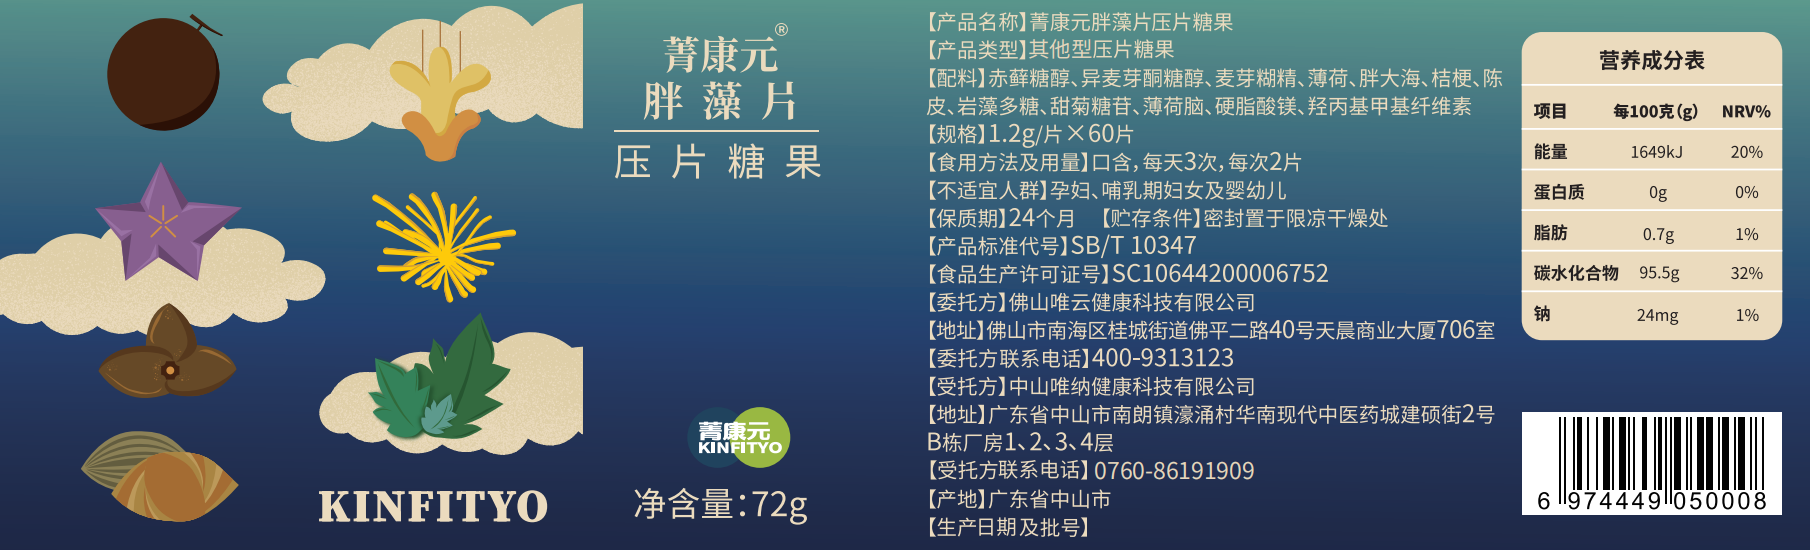 菁康元®
胖藻片
压片糖果
菁康元
KINFITYO
净含量：72g
KINFITYO
【产品名称】菁康元胖藻片压片糖果
【产品类型】其他型压片糖果
【配料】赤藓糖醇、异麦芽酮糖醇、麦芽糊精、薄荷、胖大海、桔梗、陈
皮、岩藻多糖、甜菊糖苷、薄荷脑、硬脂酸镁、羟丙基甲基纤维素
【规格】1.2g/片×60片
【食用方法及用量】口含，每天3次，每次2片
【不适宜人群】孕妇、哺乳期妇女及婴幼儿
【保质期】24个月 【贮存条件】密封置于阴凉干燥处
【产品标准代号】SB/T 10347
【食品生产许可证号】SC10644200006752
【委托方】佛山唯云健康科技有限公司
【地址】佛山市南海区桂城街道佛平二路40号天晨商业大厦706室
【委托方联系电话】400-9313123
【受托方】中山唯纳健康科技有限公司
【地址】广东省中山市南朗镇濠涌村华南现代中医药城建硕街2号
B栋厂房1、2、3、4层
【受托方联系电话】0760-86191909
【产地】广东省中山市
【生产日期及批号】
营养成分表
项目 每100克(g) NRV%
能量 1649kJ 20%
蛋白质 0g 0%
脂肪 0.7g 1%
碳水化合物 95.5g 32%
钠 24mg 1%
6 974449 050008